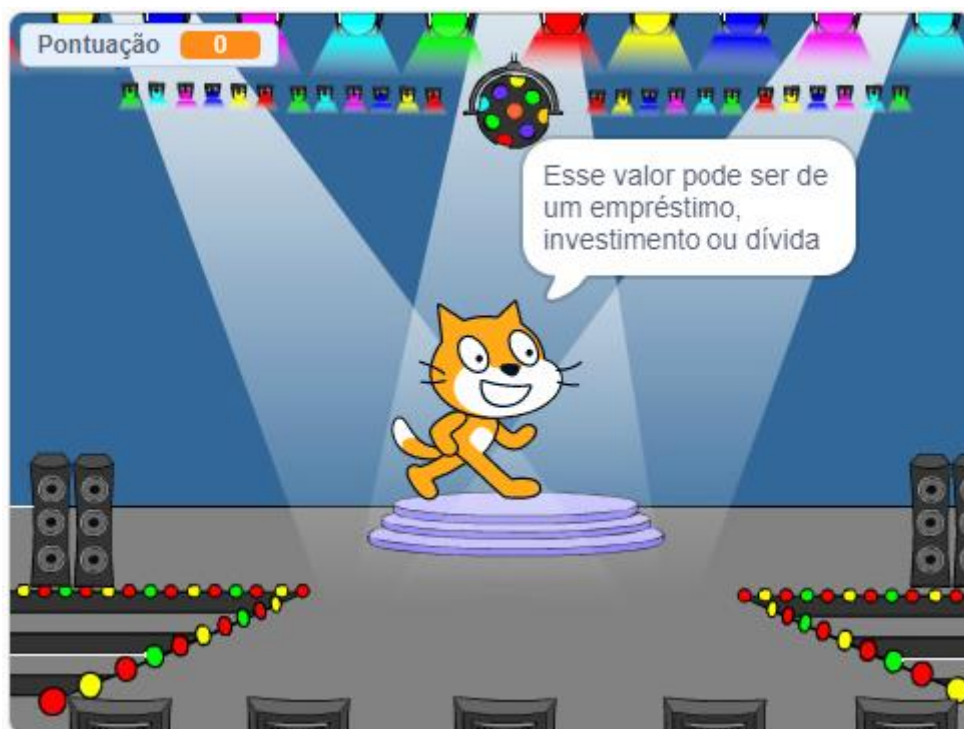 Pontuação 0
Esse valor pode ser de
um empréstimo,
investimento ou dívida